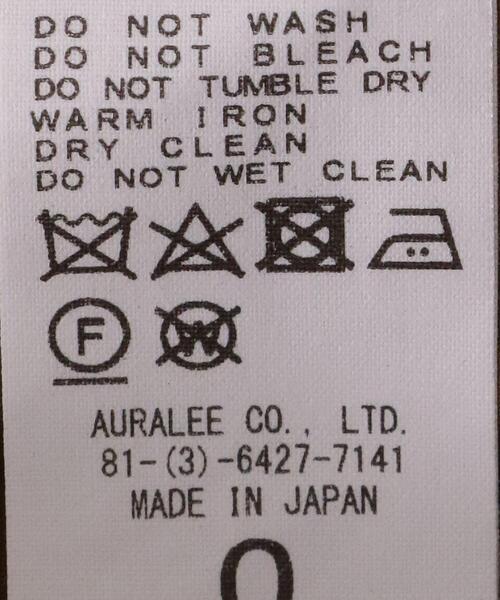 DO NOT WASH
DO NOT BLEACH
DO NOT TUMBLE DRY
WARM IRON
DRY CLEAN
DO NOT WET CLEAN
F W
AURALEE CO., LTD.
81-(3)-6427-7141
MADE IN JAPAN